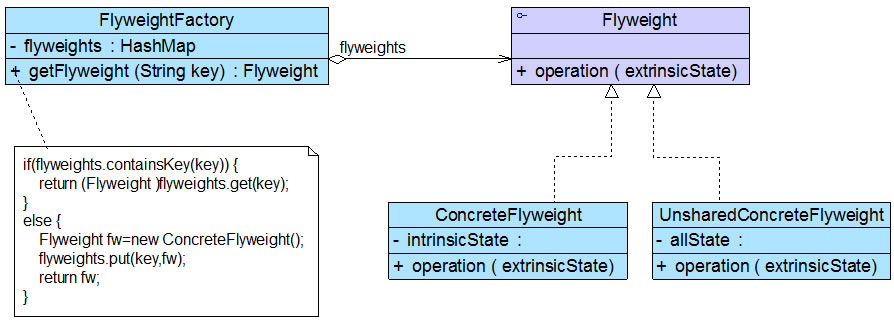 FlyweightFactory
- flyweights : HashMap
+ getFlyweight (String key) : Flyweight
flyweights
Flyweight
+ operation ( extrinsicState)
if(flyweights.containsKey(key)) {
return (Flyweight )flyweights.get(key);
}
else {
Flyweight fw=new ConcreteFlyweight();
flyweights.put(key,fw);
return fw;
}
ConcreteFlyweight
- intrinsicState :
+ operation ( extrinsicState)
UnsharedConcreteFlyweight
- allState :
+ operation ( extrinsicState)